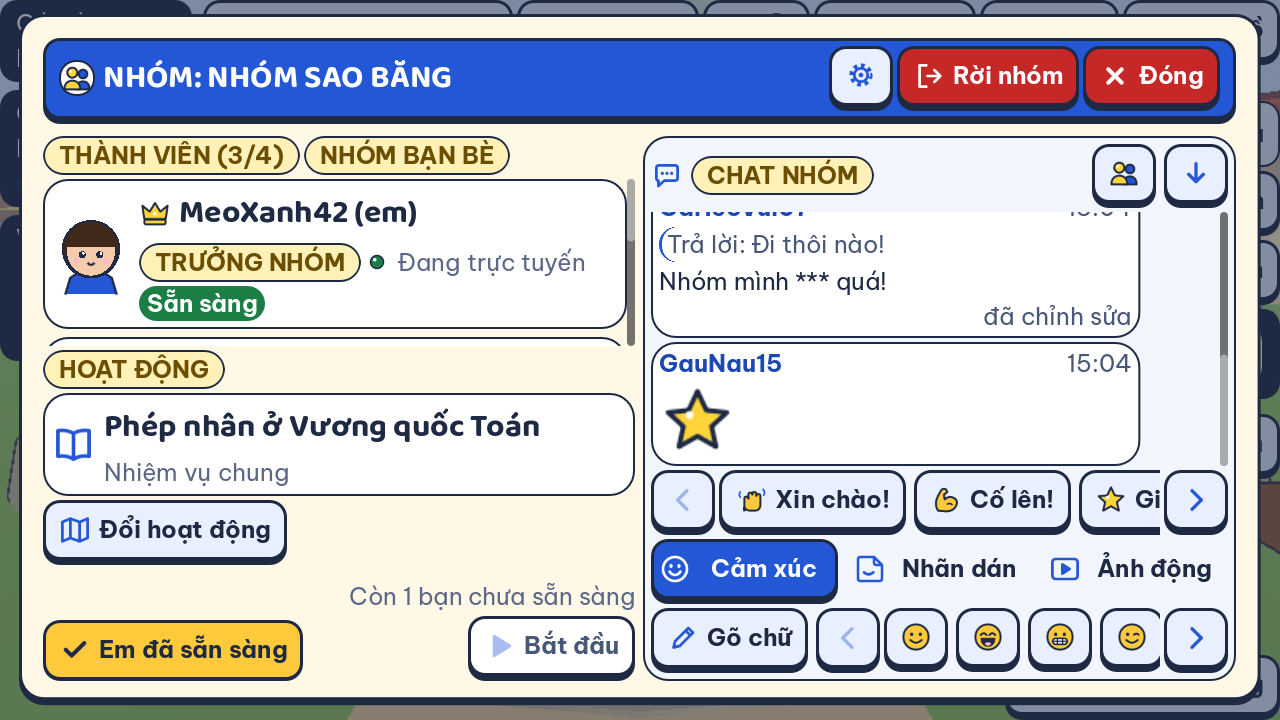 NHÓM: NHÓM SAO BĂNG
Rời nhóm
Đóng
THÀNH VIÊN (3/4)
NHÓM BẠN BÈ
MeoXanh42 (em)
TRƯỞNG NHÓM
Đang trực tuyến
Sẵn sàng
HOẠT ĐỘNG
Phép nhân ở Vương quốc Toán
Nhiệm vụ chung
Đổi hoạt động
Còn 1 bạn chưa sẵn sàng
Em đã sẵn sàng
Bắt đầu
CHAT NHÓM
Trả lời: Đi thôi nào!
Nhóm mình *** quá!
đã chỉnh sửa
GauNau15 15:04
Xin chào!
Cố lên!
Gi
Cảm xúc
Nhãn dán
Ảnh động
Gõ chữ